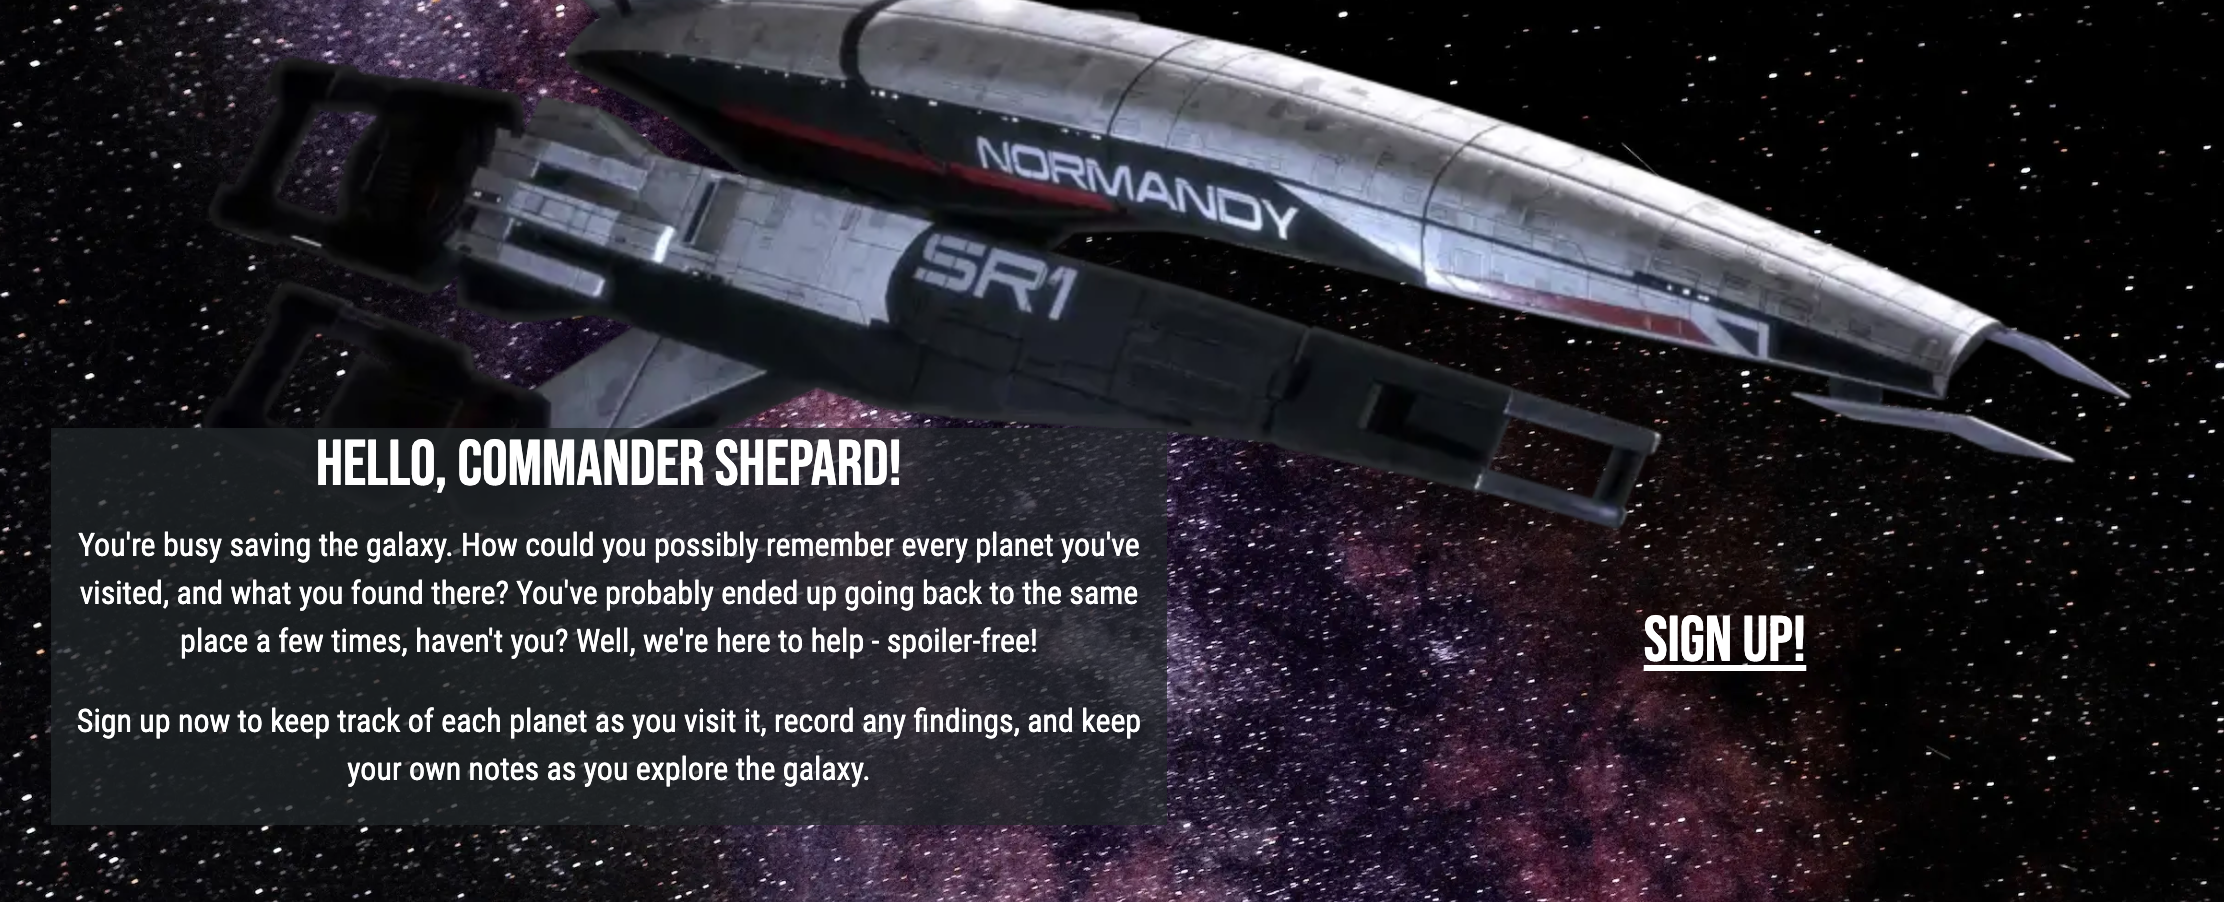 NORMANDY
SR1
HELLO, COMMANDER SHEPARD!
You're busy saving the galaxy. How could you possibly remember every planet you've
visited, and what you found there? You've probably ended up going back to the same
place a few times, haven't you? Well, we're here to help - spoiler-free!
Sign up now to keep track of each planet as you visit it, record any findings, and keep
your own notes as you explore the galaxy.
SIGN UP!